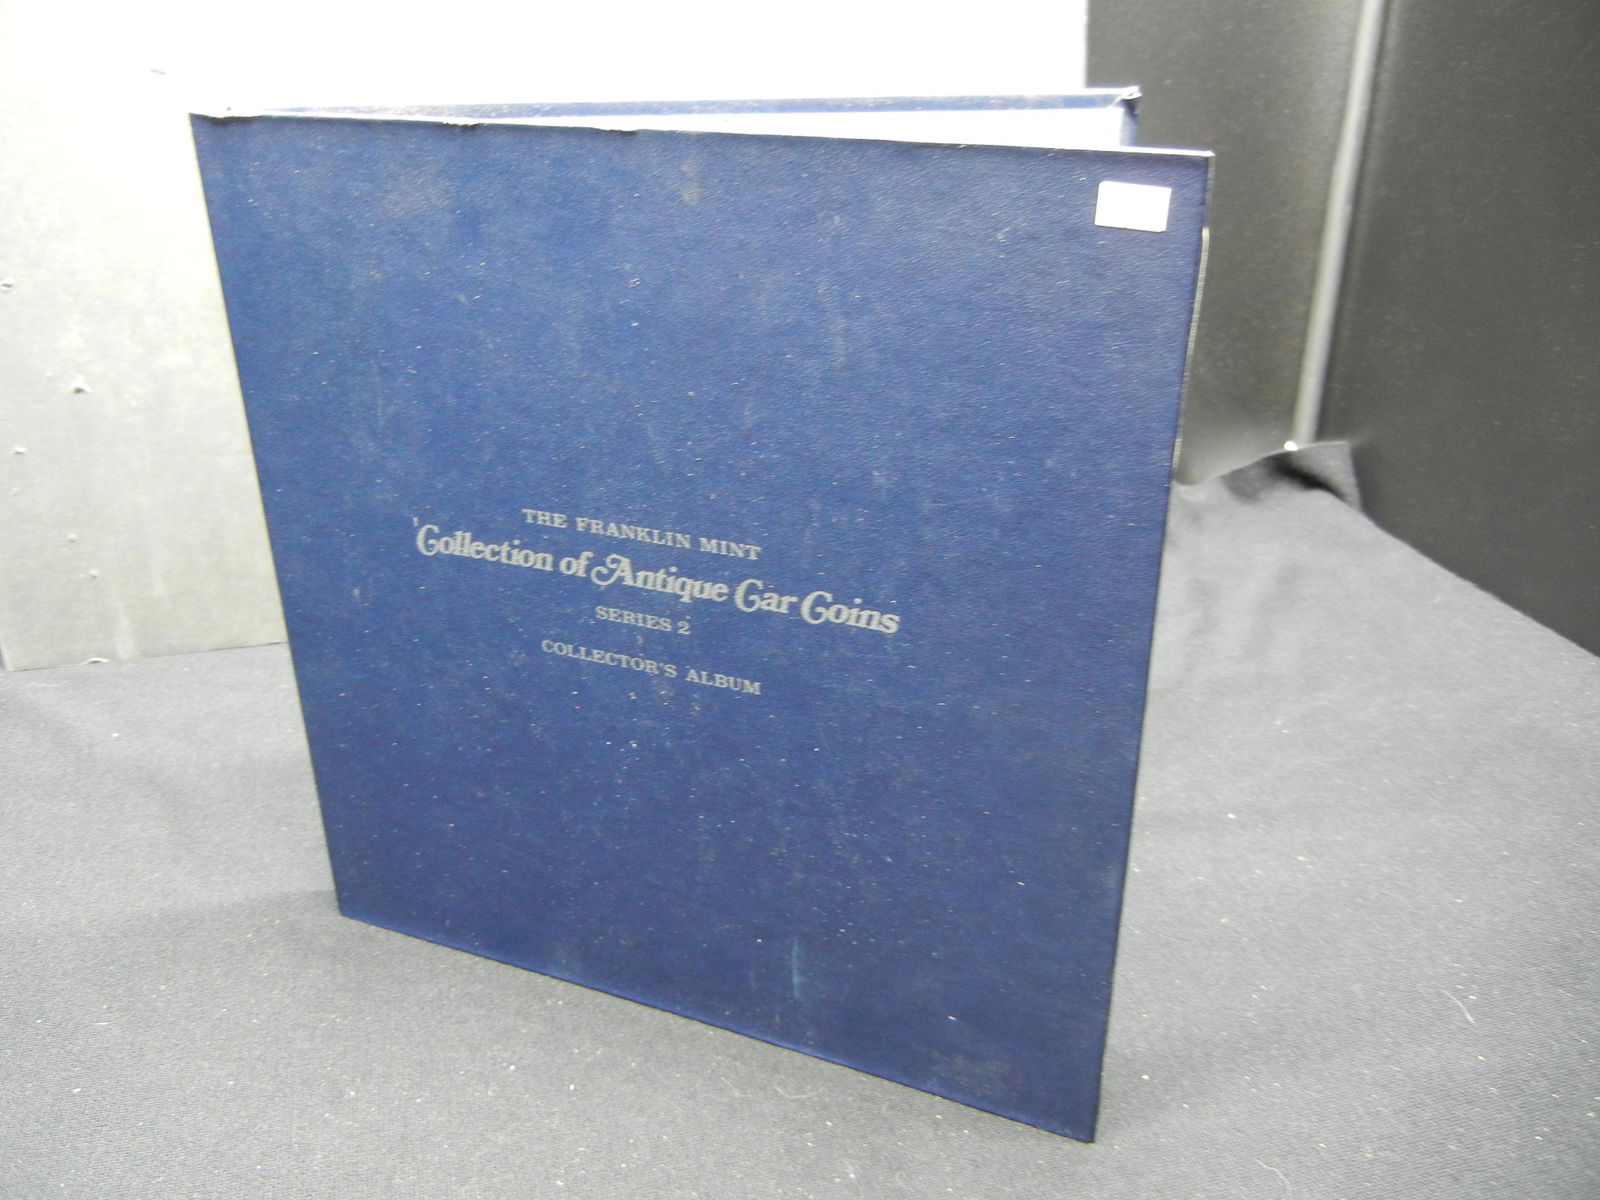 THE FRANKLIN MINT
Collection of Antique Car Coins
SERIES 2
COLLECTOR'S ALBUM